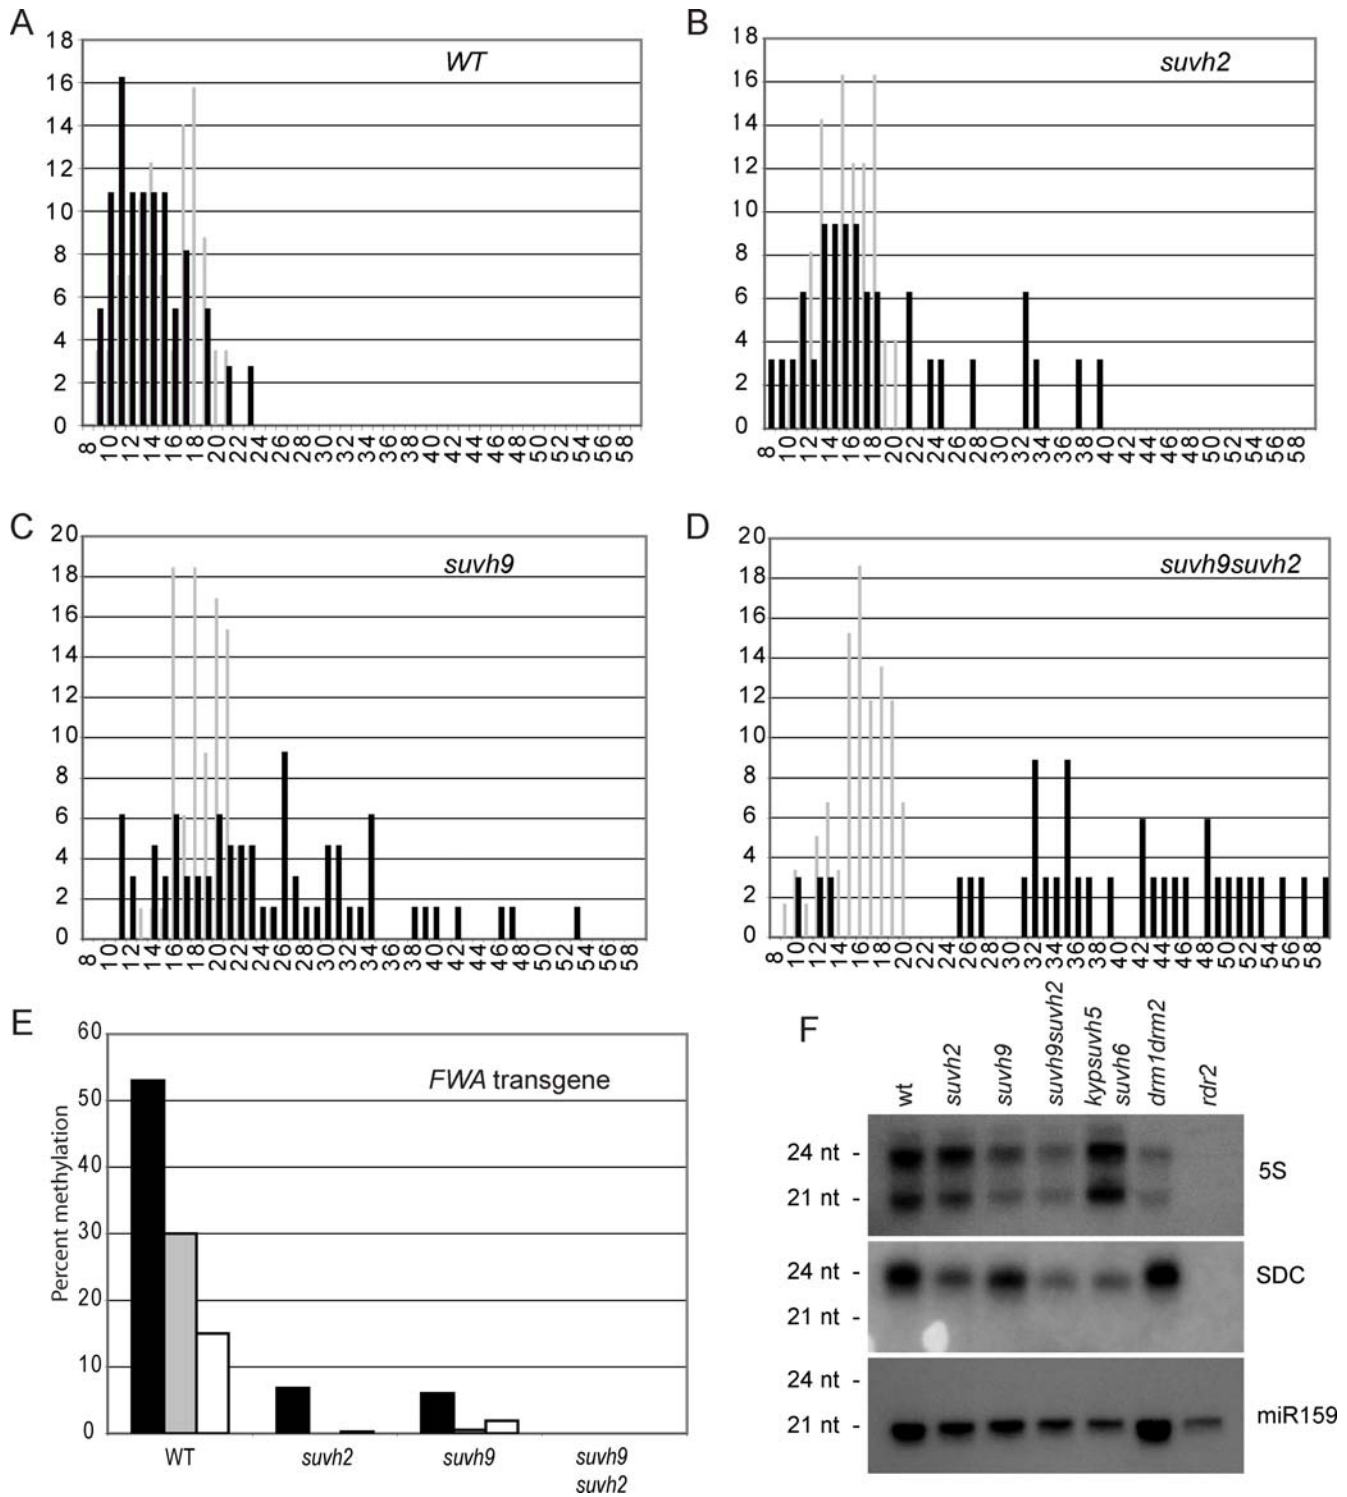 A
WT
18
16
14
12
10
8
6
4
2
0
8 10 12 14 16 18 20 22 24 26 28 30 32 34 36 38 40 42 44 46 48 50 52 54 56 58
B
suvh2
18
16
14
12
10
8
6
4
2
0
8 10 12 14 16 18 20 22 24 26 28 30 32 34 36 38 40 42 44 46 48 50 52 54 56 58
C
suvh9
20
18
16
14
12
10
8
6
4
2
0
8 10 12 14 16 18 20 22 24 26 28 30 32 34 36 38 40 42 44 46 48 50 52 54 56 58
D
suvh9suvh2
20
18
16
14
12
10
8
6
4
2
0
8 10 12 14 16 18 20 22 24 26 28 30 32 34 36 38 40 42 44 46 48 50 52 54 56 58
E
FWA transgene
Percent methylation
60
50
40
30
20
10
0
WT
suvh2
suvh9
suvh9
suvh2
F
wt
suvh2
suvh9
suvh9suvh2
kypsuvh5
suvh6
drm1drm2
rdr2
24 nt -
21 nt -
5S
24 nt -
21 nt -
SDC
24 nt -
21 nt -
miR159